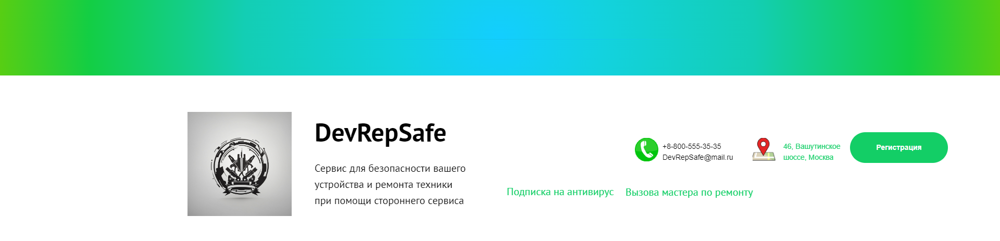 DevRepSafe
Сервис для безопасности вашего
устройства и ремонта техники
при помощи стороннего сервиса
+8-800-555-35-35
DevRepSafe@mail.ru
46, Вашутинское
шоссе, Москва
Регистрация
Подписка на антивирус
Вызова мастера по ремонту